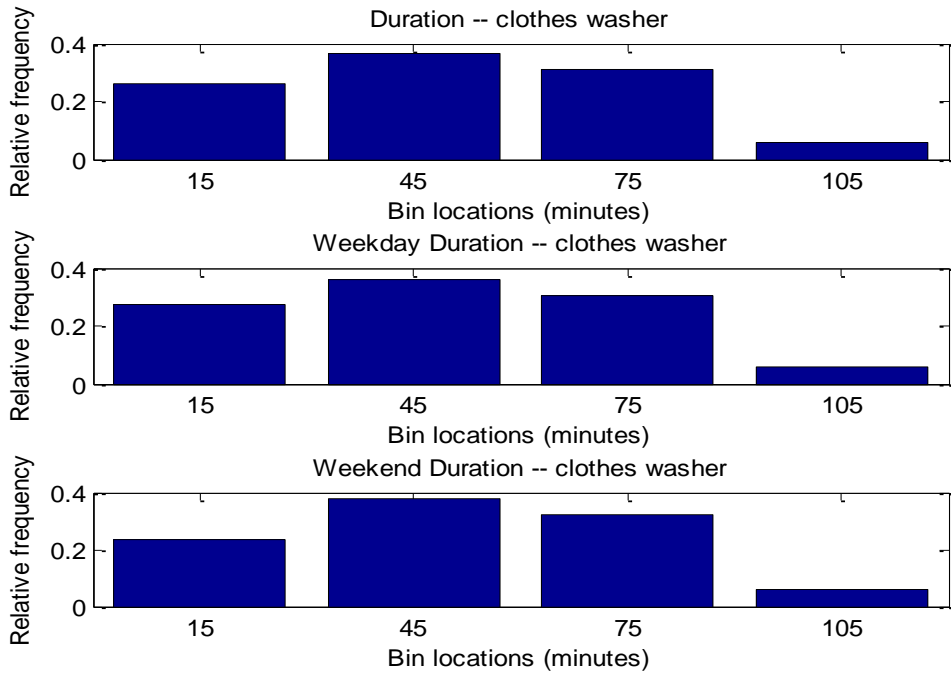 Duration -- clothes washer
Relative frequency
0.4
0.2
0
15 45 75 105
Bin locations (minutes)
Weekday Duration -- clothes washer
Relative frequency
0.4
0.2
0
15 45 75 105
Bin locations (minutes)
Weekend Duration -- clothes washer
Relative frequency
0.4
0.2
0
15 45 75 105
Bin locations (minutes)